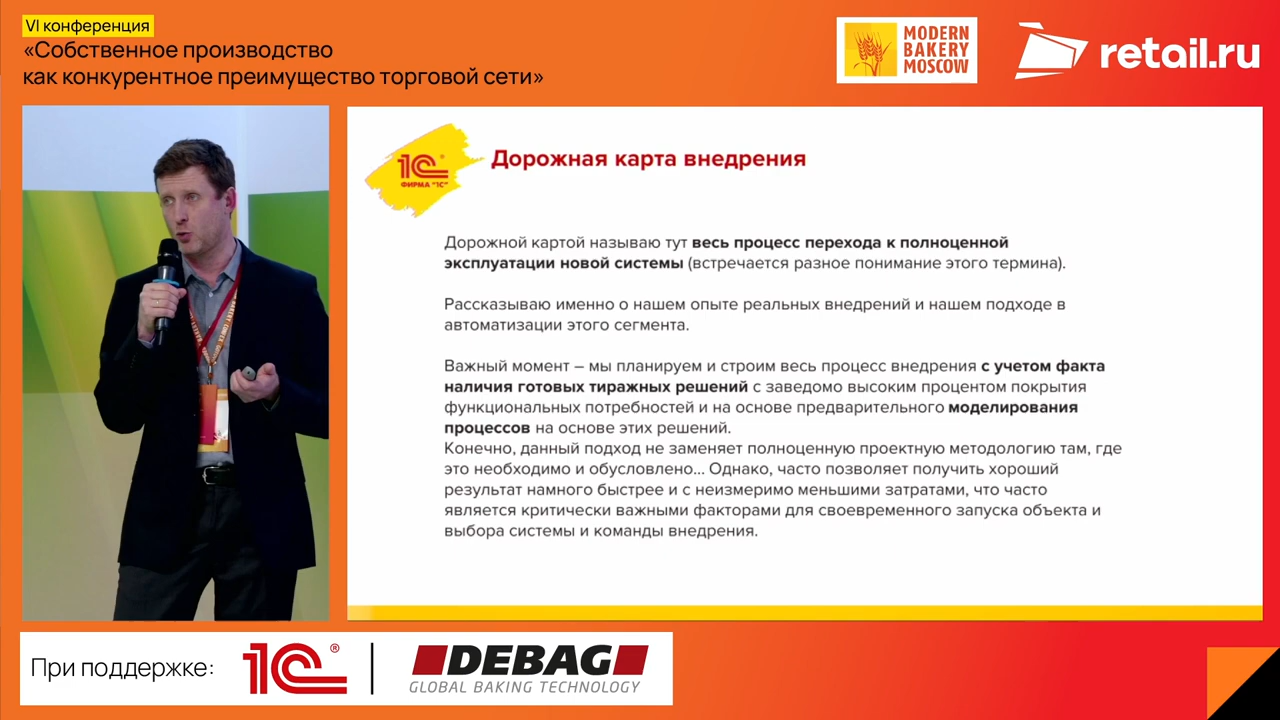 VI конференция
«Собственное производство
как конкурентное преимущество торговой сети»
MODERN
BAKERY
MOSCOW
retail.ru
1С
ФИРМА "1С"
Дорожная карта внедрения
Дорожной картой называю тут весь процесс перехода к полноценной
эксплуатации новой системы (встречается разное понимание этого термина).
Рассказываю именно о нашем опыте реальных внедрений и нашем подходе в
автоматизации этого сегмента.
Важный момент – мы планируем и строим весь процесс внедрения с учетом факта
наличия готовых тиражных решений с заведомо высоким процентом покрытия
функциональных потребностей и на основе предварительного моделирования
процессов на основе этих решений.
Конечно, данный подход не заменяет полноценную проектную методологию там, где
это необходимо и обусловлено... Однако, часто позволяет получить хороший
результат намного быстрее и с неизмеримо меньшими затратами, что часто
является критически важными факторами для своевременного запуска объекта и
выбора системы и команды внедрения.
При поддержке:
1С®
DEBAG
GLOBAL BAKING TECHNOLOGY